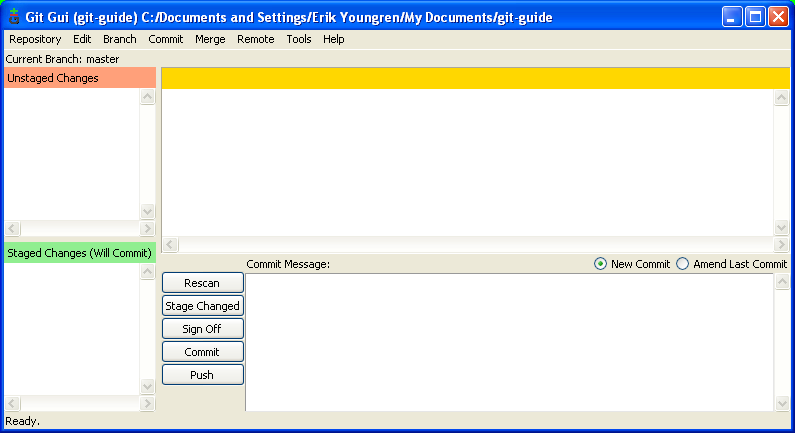 Git Gui (git-guide) C:/Documents and Settings/Erik Youngren/My Documents/git-guide
Repository Edit Branch Commit Merge Remote Tools Help
Current Branch: master
Unstaged Changes
Staged Changes (Will Commit)
Commit Message: New Commit Amend Last Commit
Rescan
Stage Changed
Sign Off
Commit
Push
Ready.